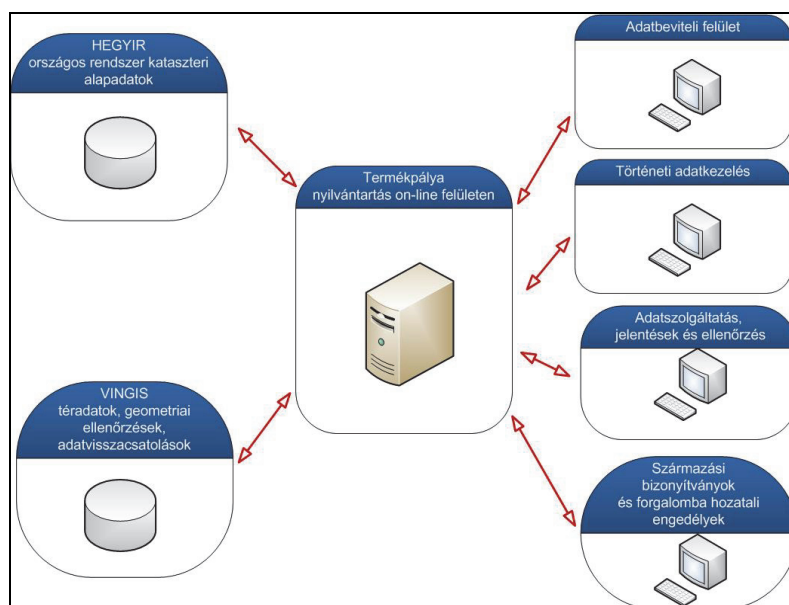 HEGYIR
országos rendszer kataszteri
alapadatok
VINGIS
téradatok, geometriai
ellenőrzések,
adatvisszacsatolások
Termékpálya
nyilvántartás on-line felületen
Adatbeviteli felület
Történeti adatkezelés
Adatszolgáltatás,
jelentések és ellenőrzés
Származási
bizonyítványok
és forgalomba hozatali
engedélyek